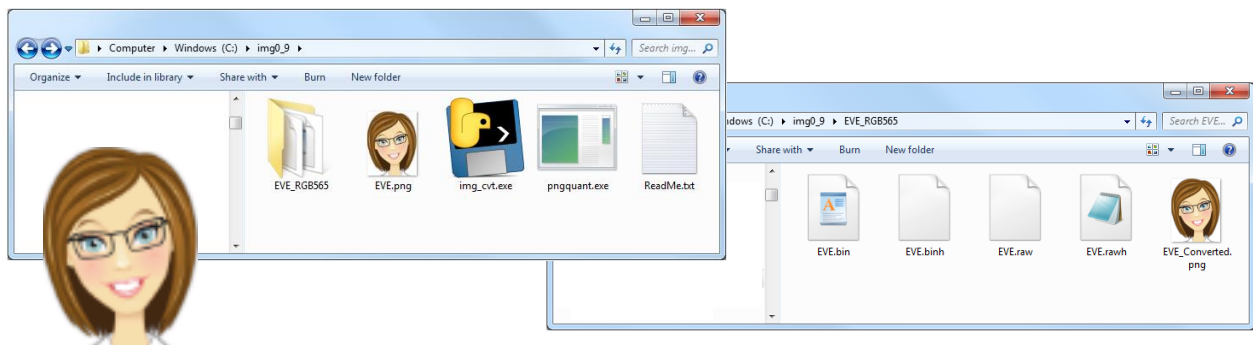 Computer Windows (C:) img0_9
Search img...
Organize Include in library Share with Burn New folder
EVE_RGB565 EVE.png img_cvt.exe pngquant.exe ReadMe.txt
(C:) img0_9 EVE_RGB565
Search EVE...
Share with Burn New folder
EVE.bin EVE.binh EVE.raw EVE.rawh EVE_Converted.
png